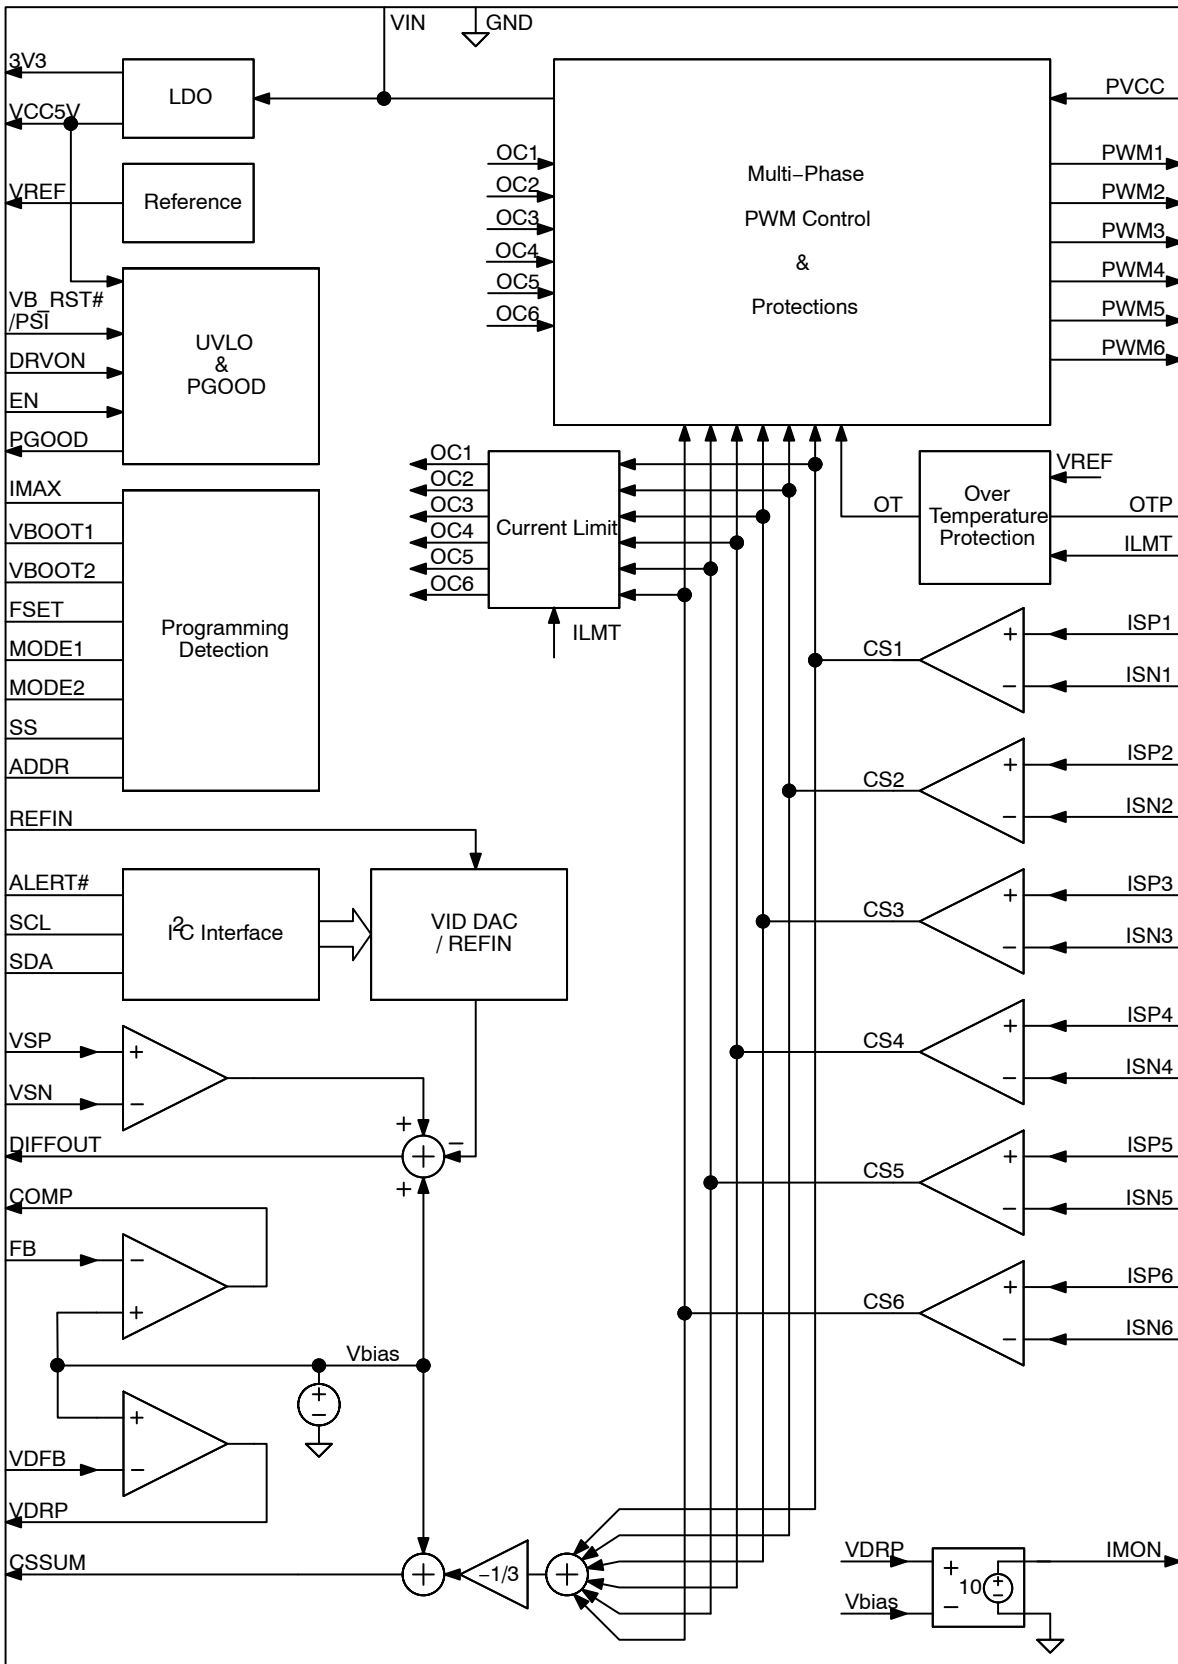 VIN
GND
3V3
LDO
VCC5V
PVCC
VREF
Reference
OC1
OC2
OC3
OC4
OC5
OC6
Multi−Phase
PWM Control
&
Protections
PWM1
PWM2
PWM3
PWM4
PWM5
PWM6
VB_RST#
/PSI
DRVON
EN
PGOOD
UVLO
&
PGOOD
IMAX
VBOOT1
VBOOT2
FSET
MODE1
MODE2
SS
ADDR
Programming
Detection
OC1
OC2
OC3
OC4
OC5
OC6
Current Limit
ILMT
OT
Over
Temperature
Protection
VREF
OTP
ILMT
CS1
+
−
ISP1
ISN1
CS2
+
−
ISP2
ISN2
CS3
+
−
ISP3
ISN3
CS4
+
−
ISP4
ISN4
CS5
+
−
ISP5
ISN5
CS6
+
−
ISP6
ISN6
REFIN
ALERT#
SCL
SDA
I2C Interface
VID DAC
/ REFIN
VSP
+
VSN
−
DIFFOUT
+
−
+
+
COMP
FB
−
+
Vbias
+
−
+
VDFB
−
VDRP
CSSUM
+
−1/3
+
VDRP
Vbias
+
−
10
+
−
IMON